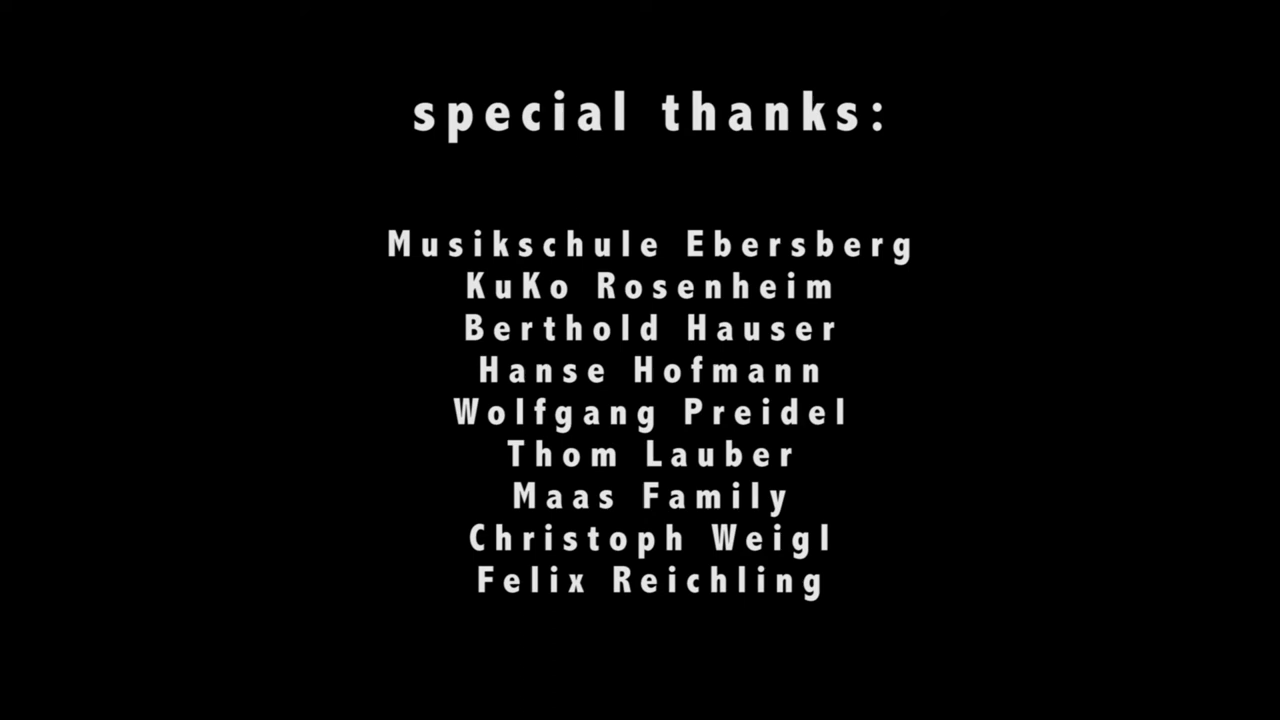 special thanks:
Musikschule Ebersberg
KuKo Rosenheim
Berthold Hauser
Hanse Hofmann
Wolfgang Preidel
Thom Lauber
Maas Family
Christoph Weigl
Felix Reichling